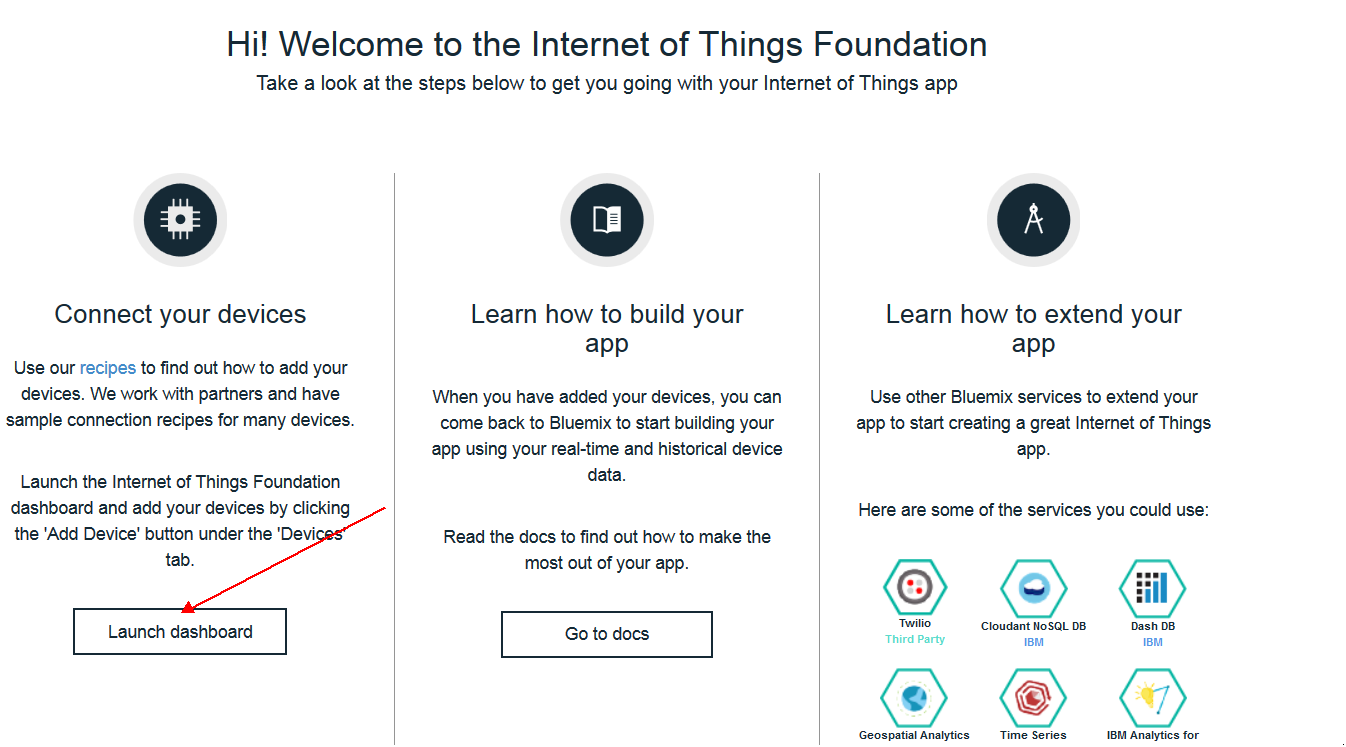 Hi! Welcome to the Internet of Things Foundation
Take a look at the steps below to get you going with your Internet of Things app
Connect your devices
Use our recipes to find out how to add your
devices. We work with partners and have
sample connection recipes for many devices.
Launch the Internet of Things Foundation
dashboard and add your devices by clicking
the 'Add Device' button under the 'Devices'
tab.
Launch dashboard
Learn how to build your
app
When you have added your devices, you can
come back to Bluemix to start building your
app using your real-time and historical device
data.
Read the docs to find out how to make the
most out of your app.
Go to docs
Learn how to extend your
app
Use other Bluemix services to extend your
app to start creating a great Internet of Things
app.
Here are some of the services you could use:
Twilio
Third Party
Cloudant NoSQL DB
IBM
Dash DB
IBM
Geospatial Analytics
Time Series
IBM Analytics for